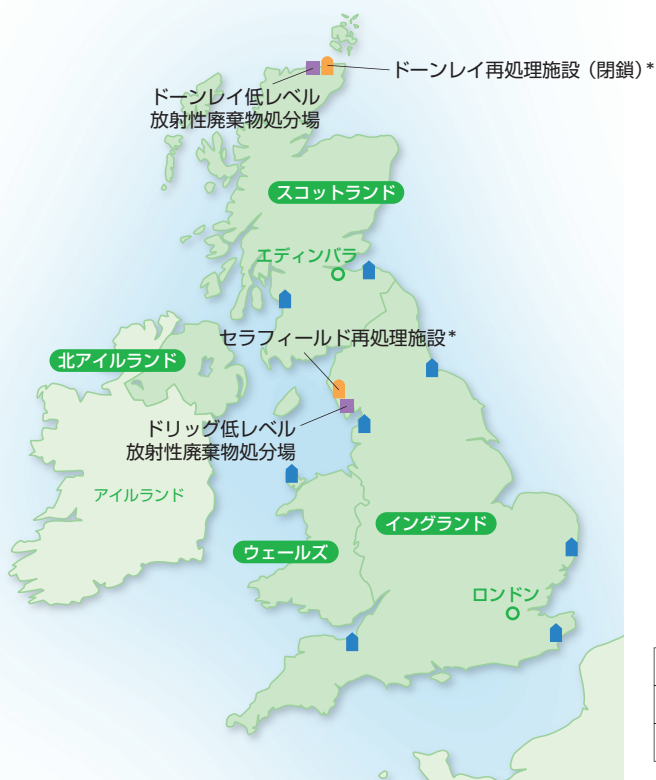 ドーンレイ再処理施設（閉鎖）*
ドーンレイ低レベル
放射性廃棄物処分場
スコットランド
エディンバラ
セラフィールド再処理施設*
北アイルランド
ドリッグ低レベル
放射性廃棄物処分場
アイルランド
イングランド
ウェールズ
ロンドン